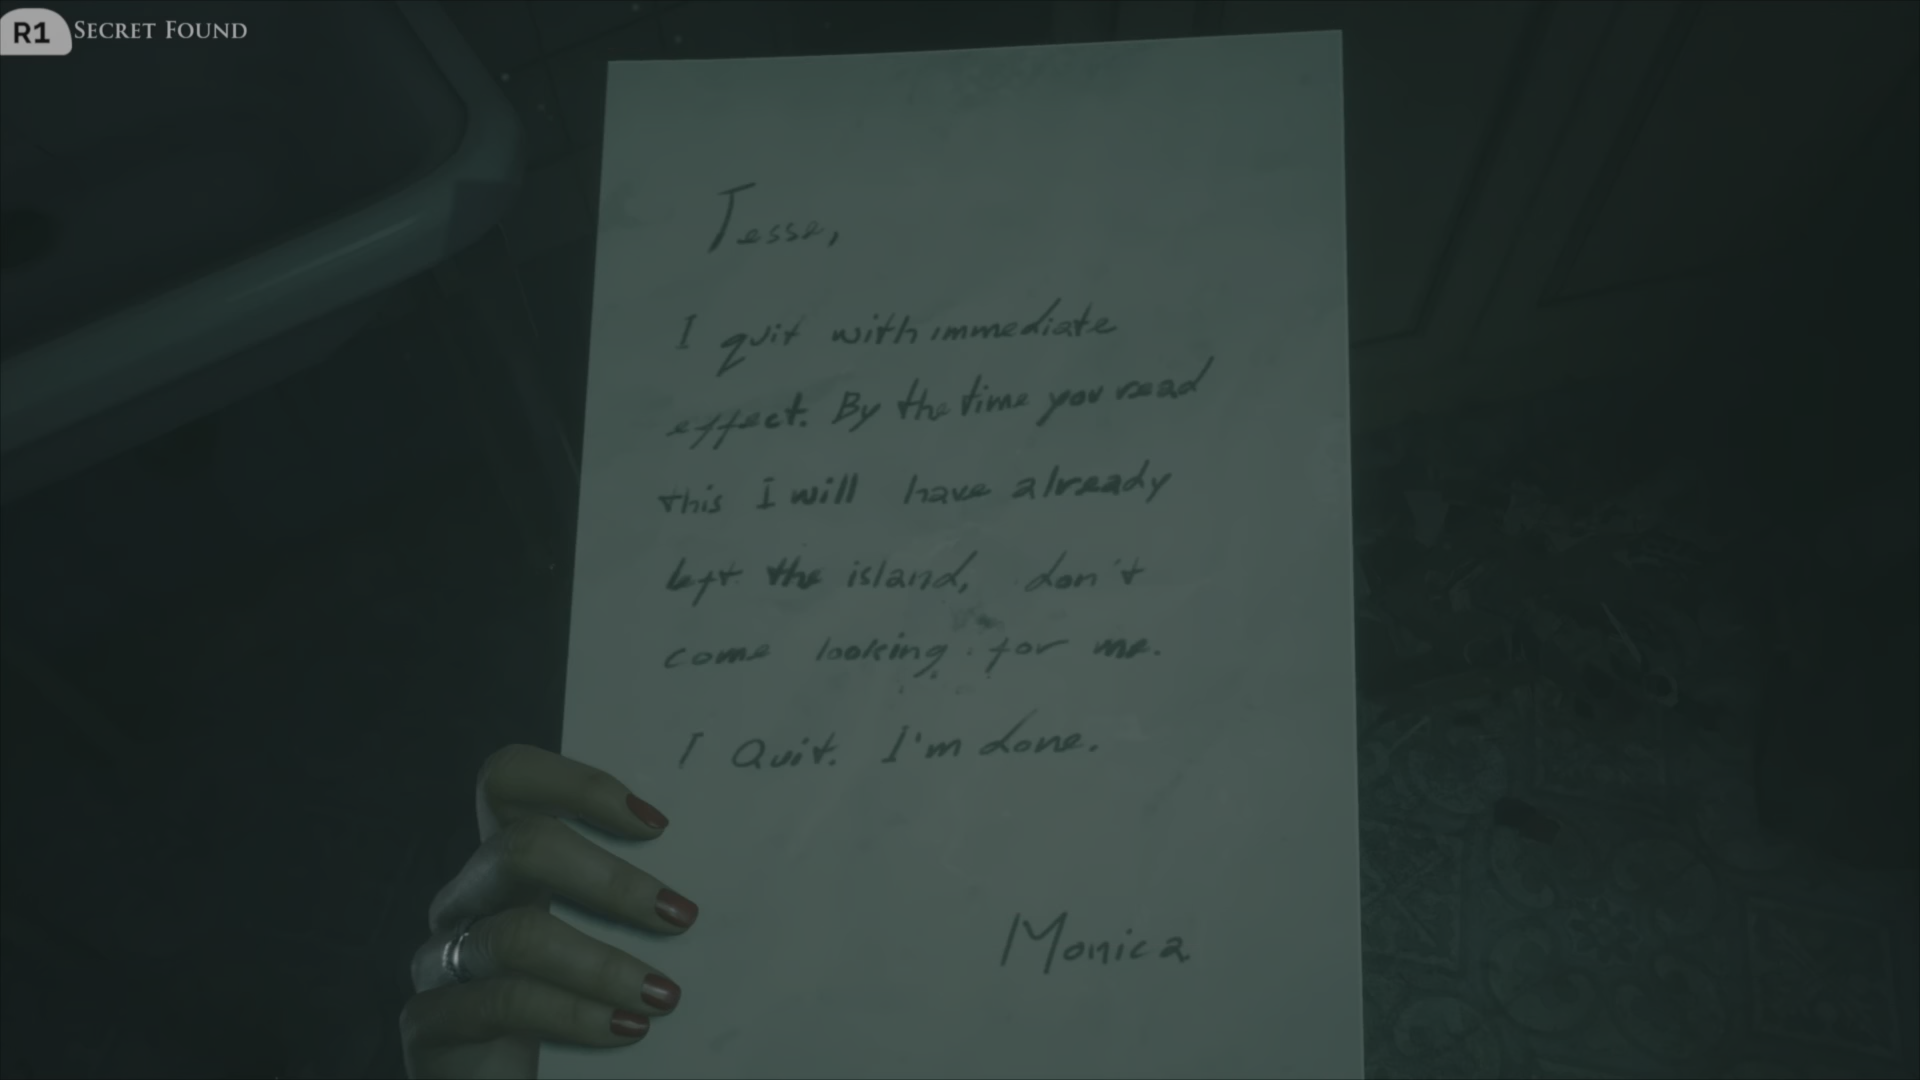 R1 Secret Found
Jesse,
I quit with immediate
effect. By the time you read
this I will have already
left the island, don't
come looking for me.
I Quit. I'm done.
Monica